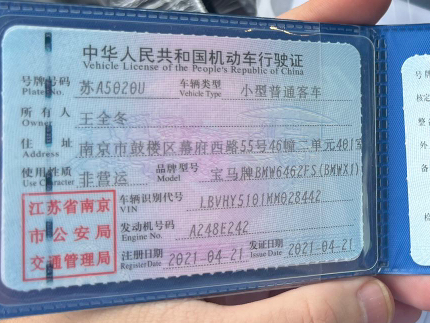 中华人民共和国机动车行驶证
Vehicle License of the People's Republic of China
号牌号码 Plate No. 苏A5020U 车辆类型 Vehicle Type 小型普通客车
所有人 Owner 王全冬
住址 Address 南京市鼓楼区幕府西路55号46幢二单元401室
使用性质 Use Character 非营运 品牌型号 Model 宝马牌BMW6462FS(BMWX1)
江苏省南京
市公安局
交通管理局
车辆识别代号 VIN LBVHY5101MM028442
发动机号码 Engine No. A248E242
注册日期 Register Date 2021-04-21 发证日期 Issue Date 2021-04-21
号
核定
整
外
备